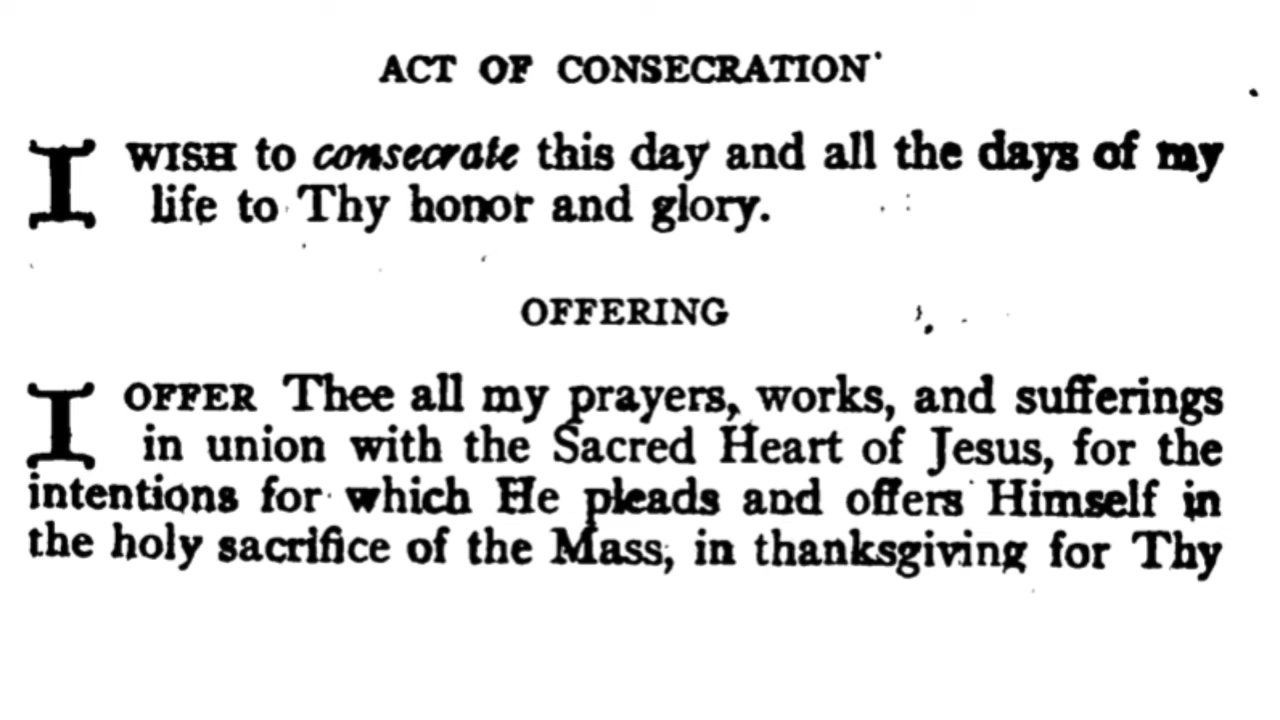 ACT OF CONSECRATION
I WISH to consecrate this day and all the days of my
life to Thy honor and glory.
OFFERING
I OFFER Thee all my prayers, works, and sufferings
in union with the Sacred Heart of Jesus, for the
intentions for which He pleads and offers Himself in
the holy sacrifice of the Mass, in thanksgiving for Thy